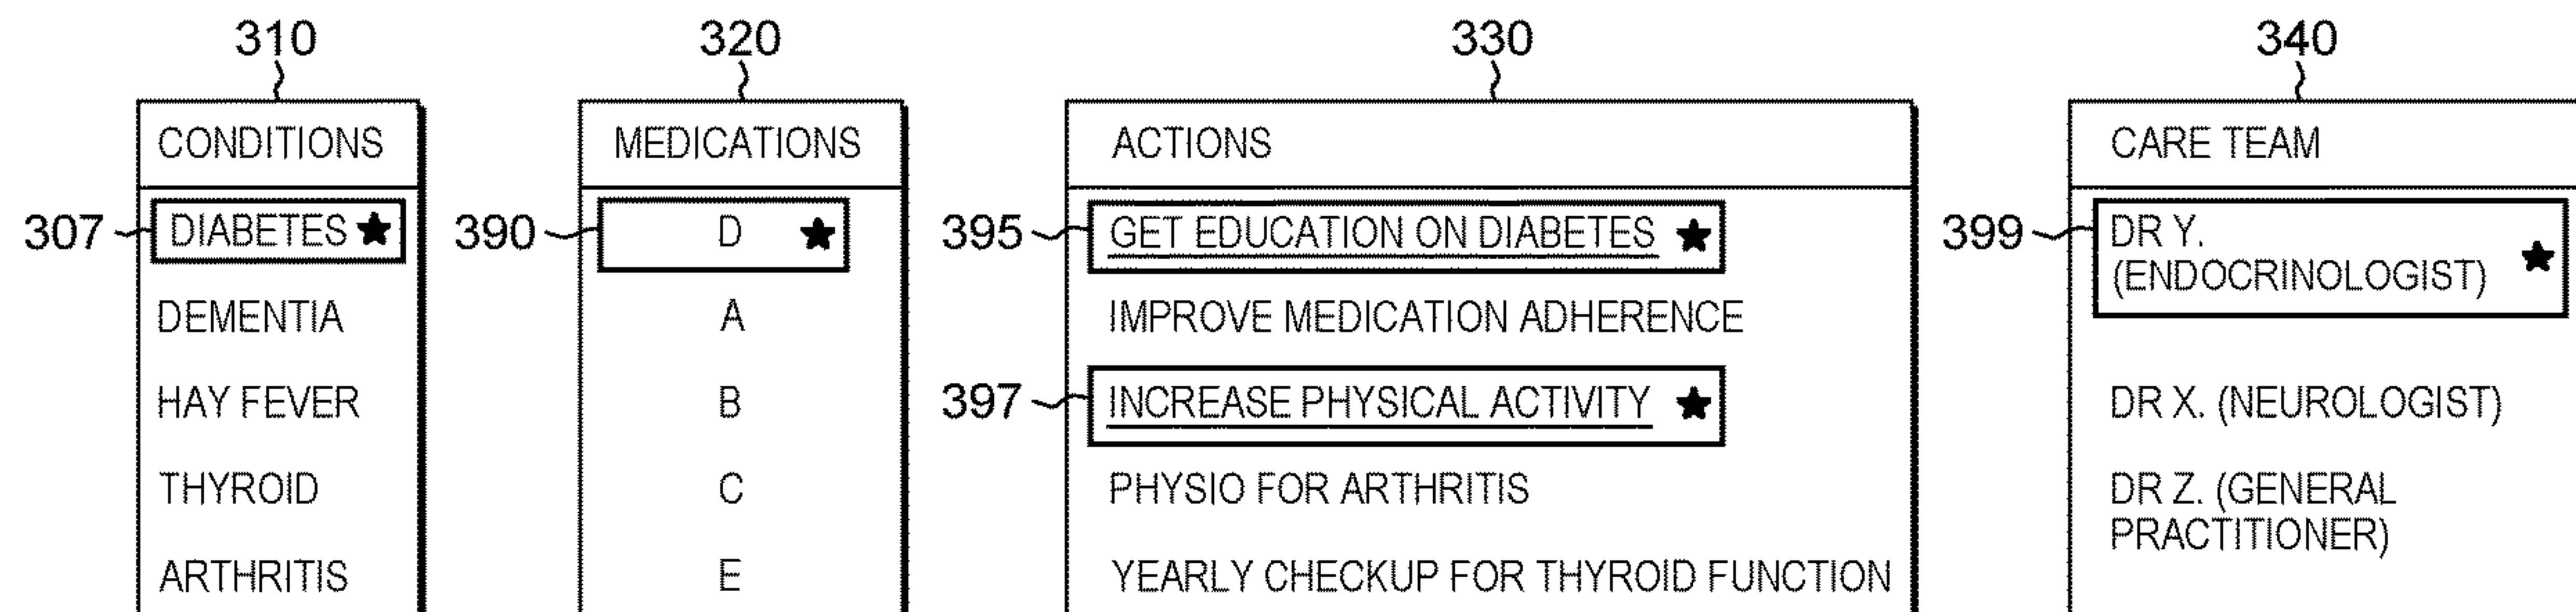 310
320
330
340
CONDITIONS
MEDICATIONS
ACTIONS
CARE TEAM
307
DIABETES ★
390
D ★
395
GET EDUCATION ON DIABETES ★
399
DR Y.
(ENDOCRINOLOGIST) ★
DEMENTIA
A
IMPROVE MEDICATION ADHERENCE
HAY FEVER
B
397
INCREASE PHYSICAL ACTIVITY ★
DR X. (NEUROLOGIST)
THYROID
C
PHYSIO FOR ARTHRITIS
DR Z. (GENERAL
PRACTITIONER)
ARTHRITIS
E
YEARLY CHECKUP FOR THYROID FUNCTION